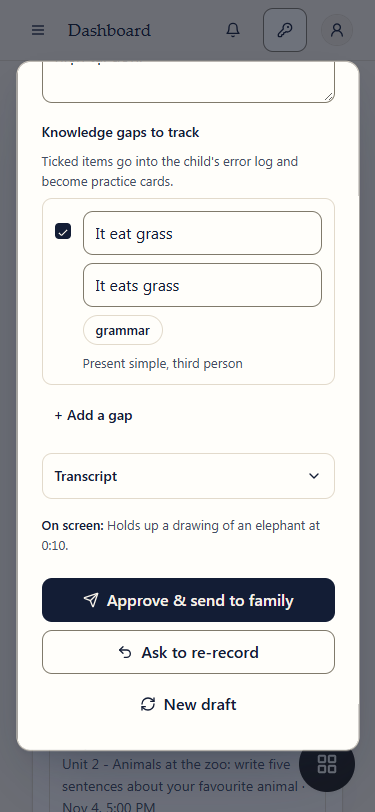 Dashboard
Knowledge gaps to track
Ticked items go into the child's error log and
become practice cards.
It eat grass
It eats grass
grammar
Present simple, third person
+ Add a gap
Transcript
On screen: Holds up a drawing of an elephant at
0:10.
Approve & send to family
Ask to re-record
New draft
Unit 2 - Animals at the zoo: write five
sentences about your favourite animal ·
Nov 4, 5:00 PM